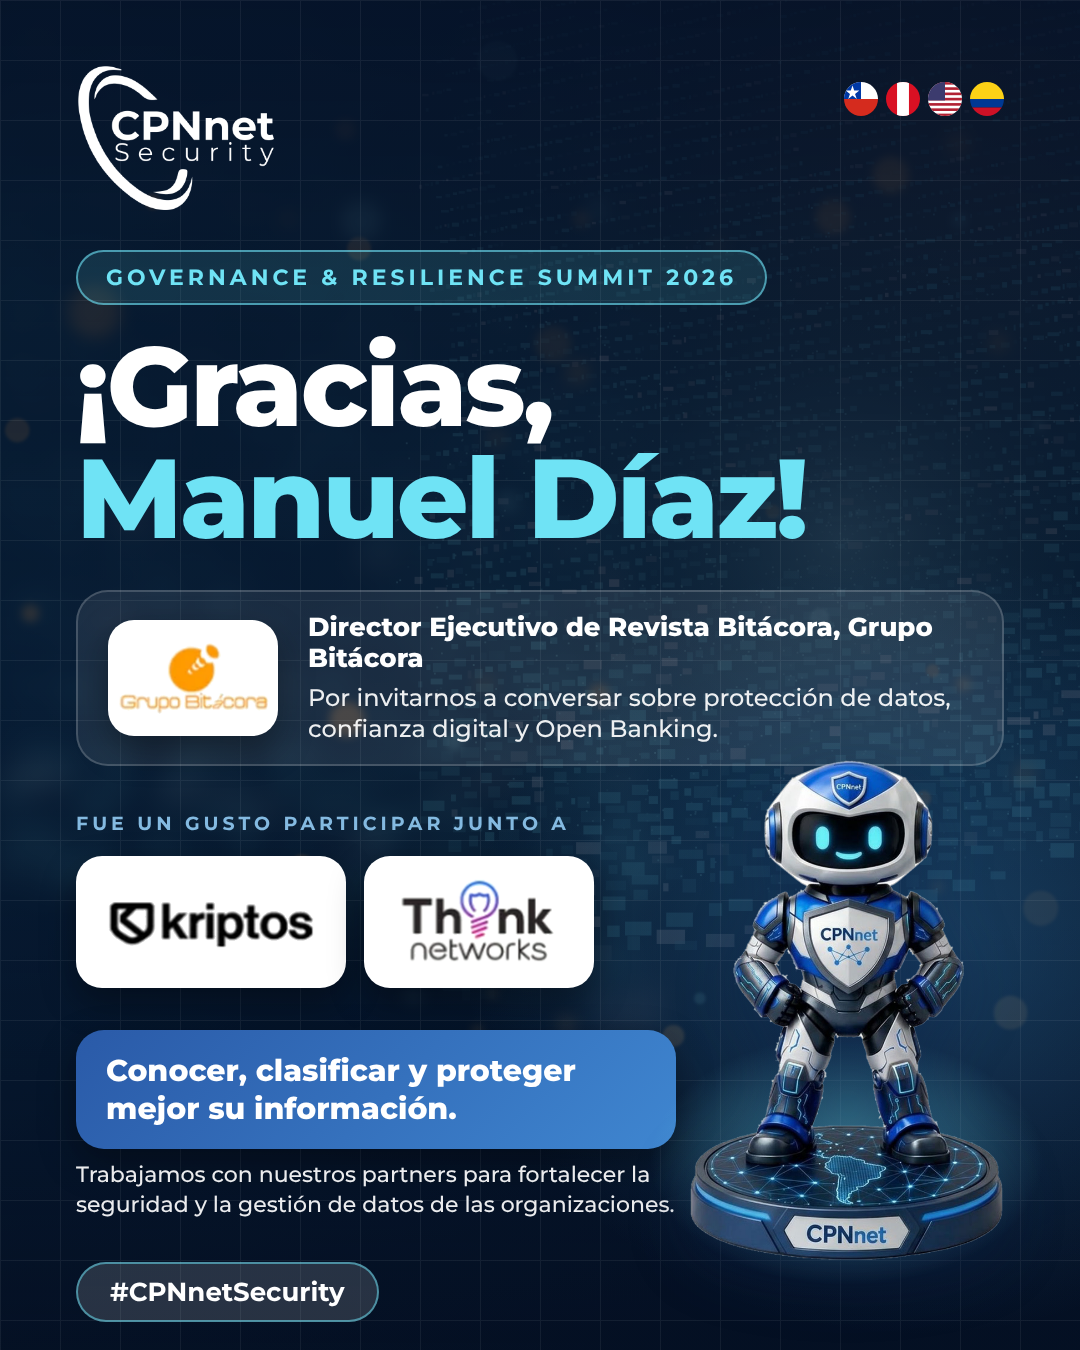 CPNnet
Security
GOVERNANCE & RESILIENCE SUMMIT 2026
¡Gracias,
Manuel Díaz!
Grupo Bitácora
Director Ejecutivo de Revista Bitácora, Grupo
Bitácora
Por invitarnos a conversar sobre protección de datos,
confianza digital y Open Banking.
FUE UN GUSTO PARTICIPAR JUNTO A
kriptos
Think
networks
CPNnet
CPNnet
Conocer, clasificar y proteger
mejor su información.
Trabajamos con nuestros partners para fortalecer la
seguridad y la gestión de datos de las organizaciones.
CPNnet
#CPNnetSecurity